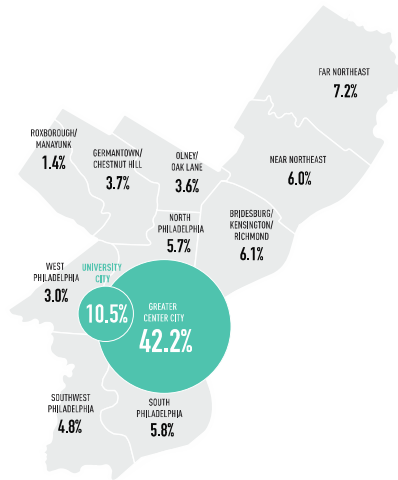 FAR NORTHEAST
7.2%
ROXBOROUGH/
MANAYUNK
1.4%
GERMANTOWN/
CHESTNUT HILL
3.7%
OLNEY/
OAK LANE
3.6%
NEAR NORTHEAST
6.0%
NORTH
PHILADELPHIA
5.7%
BRIDESBURG/
KENSINGTON/
RICHMOND
6.1%
WEST
PHILADELPHIA
3.0%
UNIVERSITY
CITY
10.5%
GREATER
CENTER CITY
42.2%
SOUTHWEST
PHILADELPHIA
4.8%
SOUTH
PHILADELPHIA
5.8%